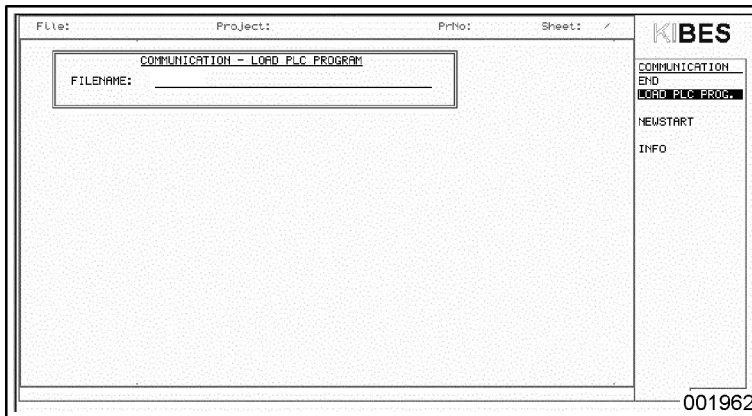 File: Project: PrNo: Sheet: /
KIBES
COMMUNICATION - LOAD PLC PROGRAM
FILENAME:
COMMUNICATION
END
LOAD PLC PROG.
NEWSTART
INFO
001962